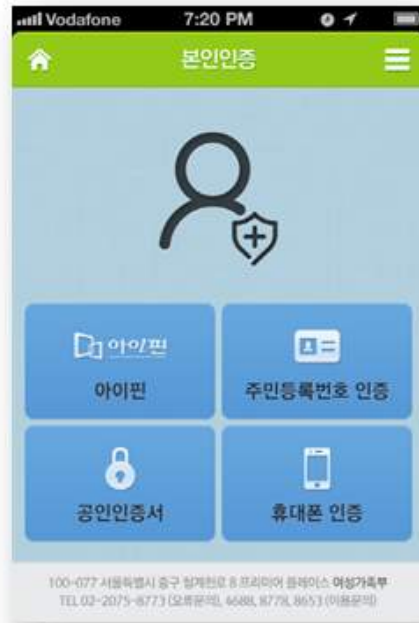 Vodafone 7:20 PM
본인인증
아이핀
아이핀
주민등록번호 인증
공인인증서
휴대폰 인증
100-077 서울특별시 중구 청계천로 8 프리미어 플레이스 여성가족부
TEL 02-2075-8773 (오류문의), 4688, 8778, 8653 (이용문의)